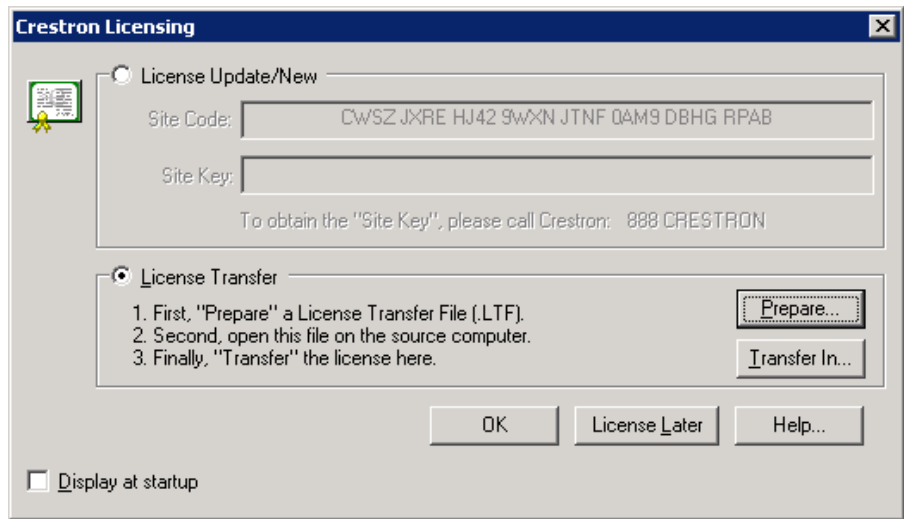 Crestron Licensing
License Update/New
Site Code: CWSZ JXRE HJ42 9WXN JTNF 0AM9 DBHG RPAB
Site Key:
To obtain the "Site Key", please call Crestron: 888 CRESTRON
License Transfer
1. First, "Prepare" a License Transfer File (.LTF).
2. Second, open this file on the source computer.
3. Finally, "Transfer" the license here.
Prepare...
Transfer In...
OK License Later Help...
Display at startup